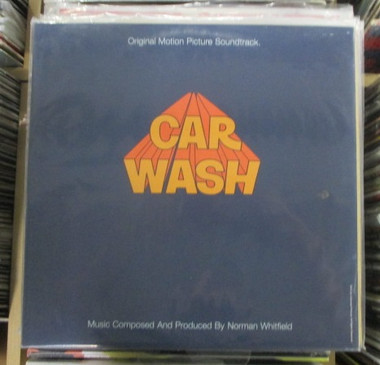 Original Motion Picture Soundtrack.
CAR
WASH
Music Composed And Produced By Norman Whitfield